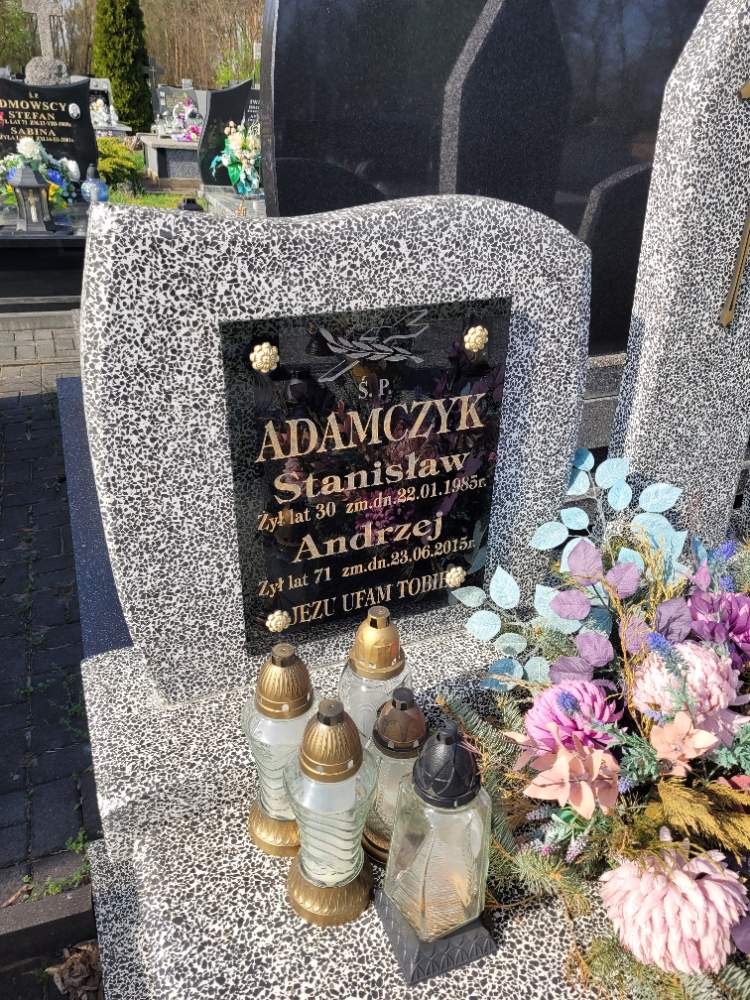 Ś. P.
ADAMCZYK
Stanisław
Żył lat 30 zm.dn.22.01.1985r.
Andrzej
Żył lat 71 zm.dn.23.06.2015r.
JEZU UFAM TOBIE
Ś.P.
DMOWSCY
STEFAN
SABINA